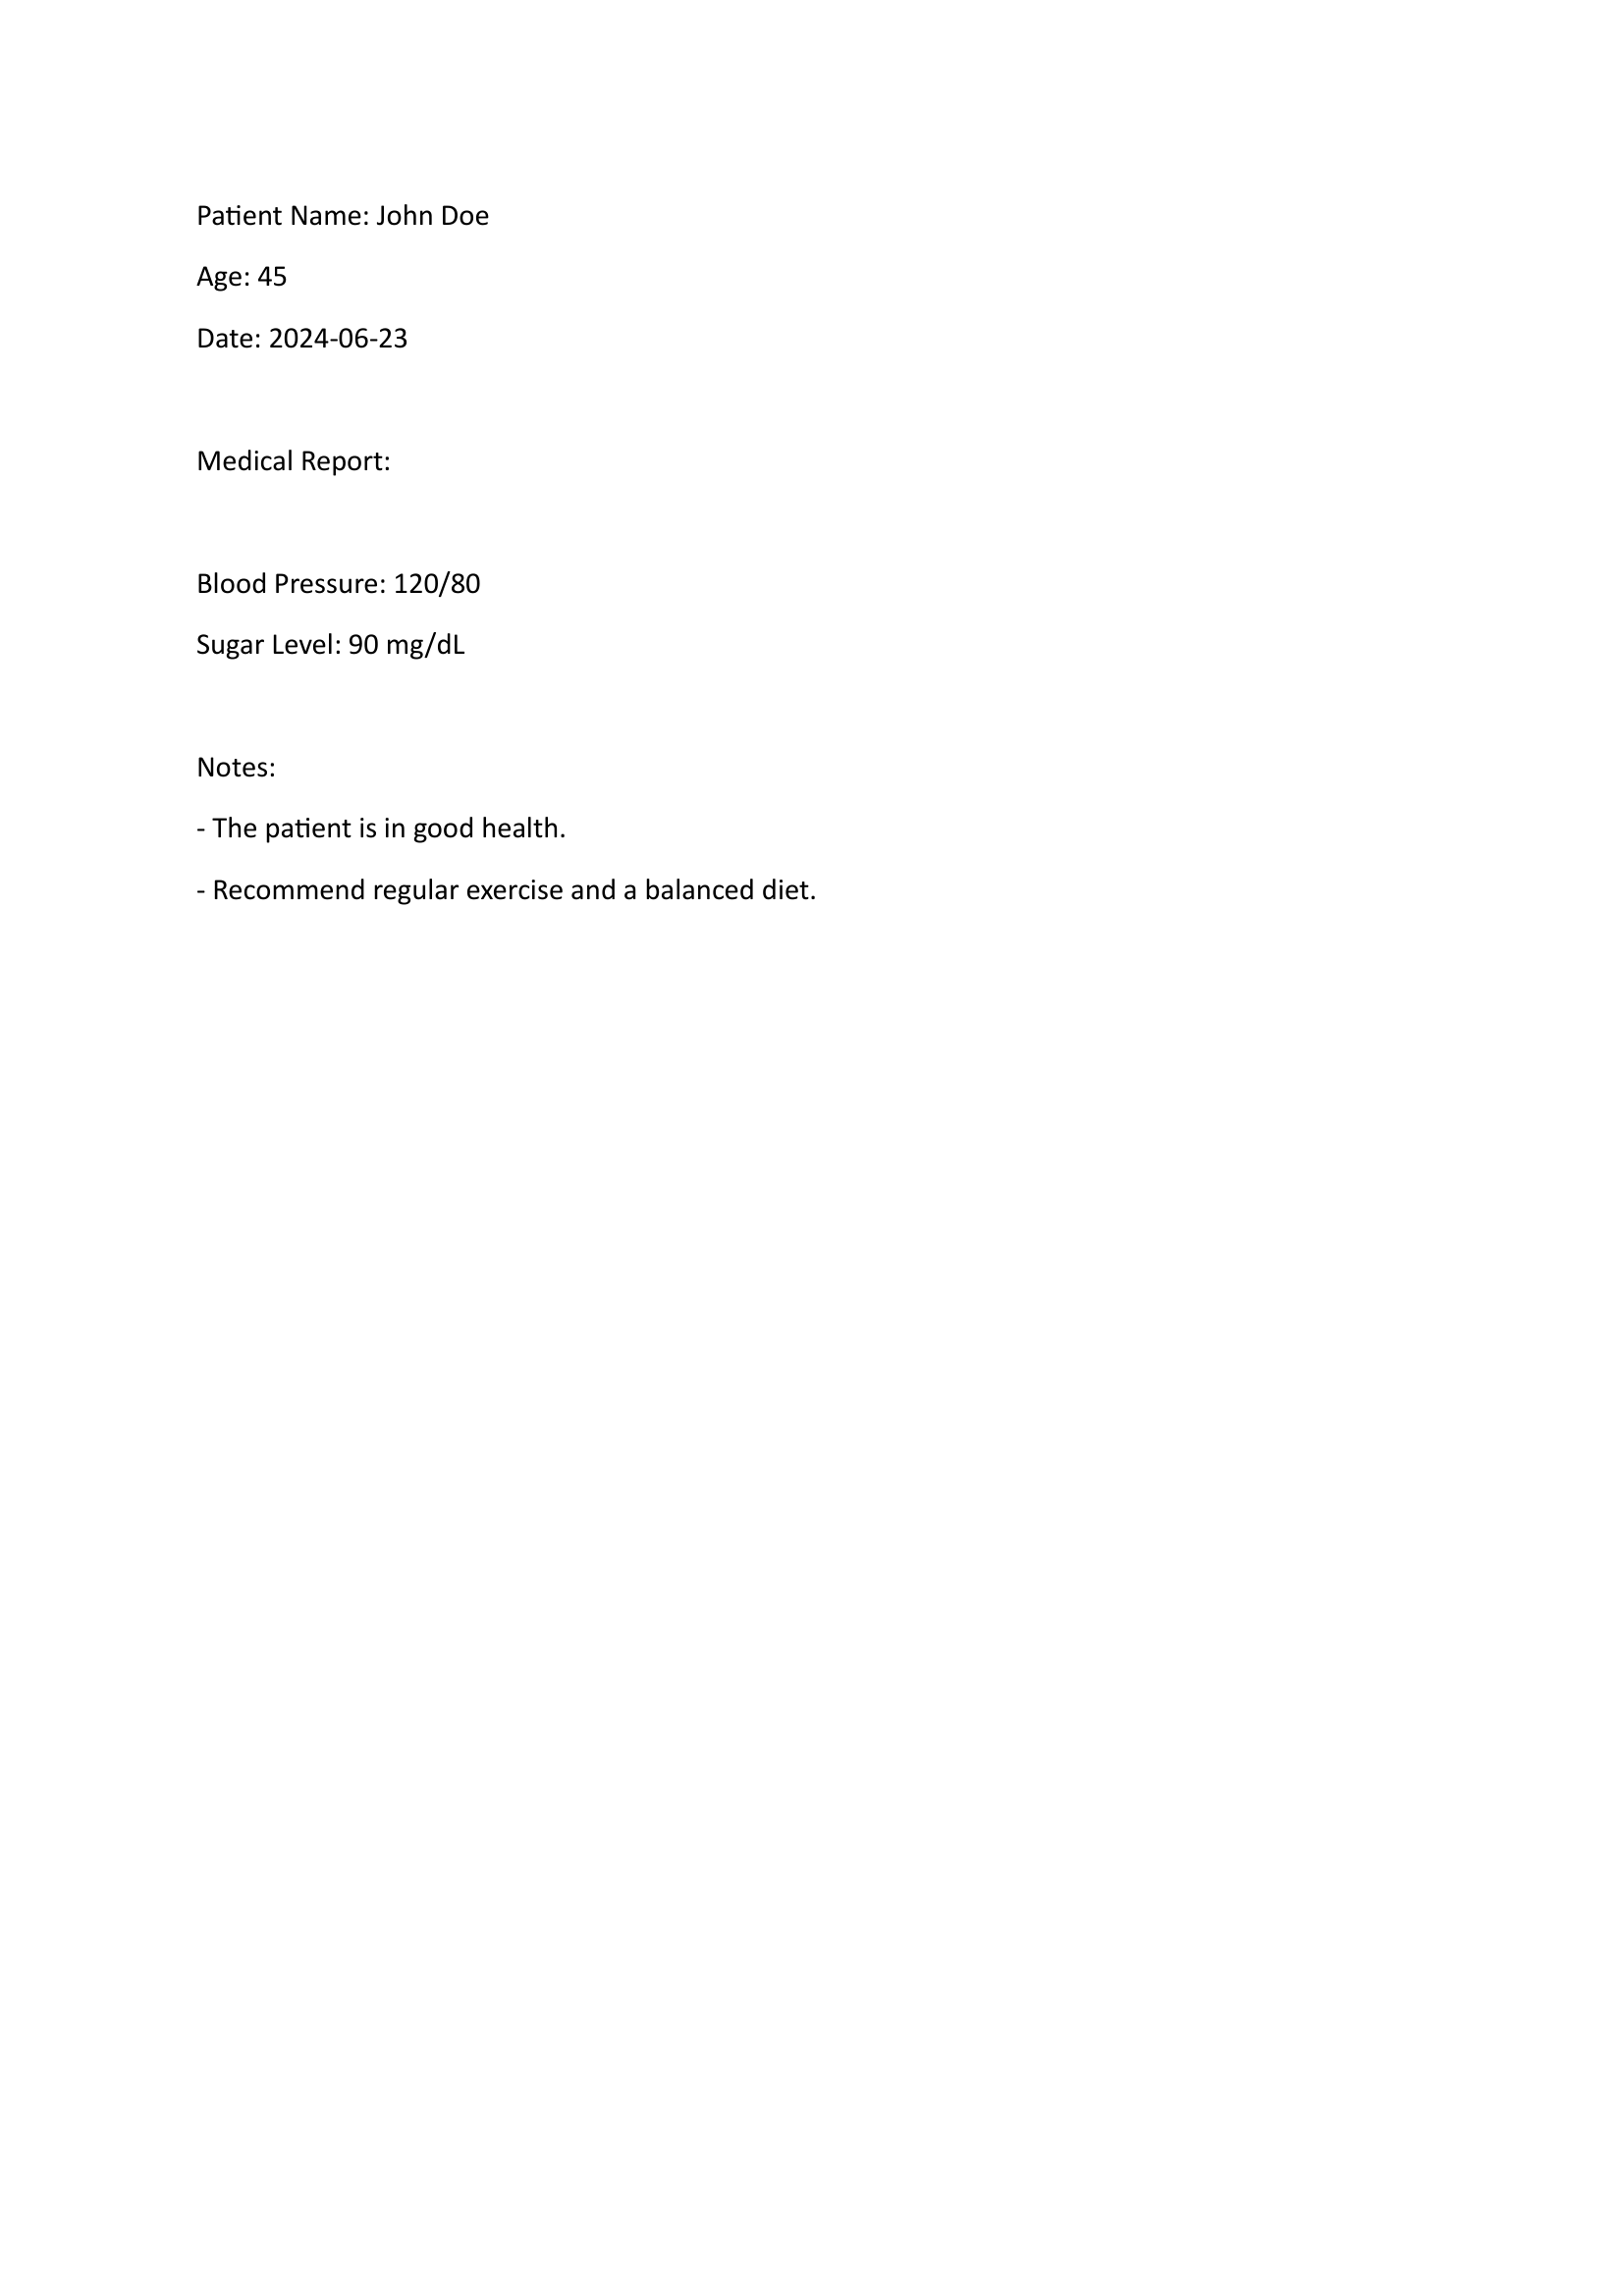 Patient Name: John Doe
Age: 45
Date: 2024-06-23
Medical Report:
Blood Pressure: 120/80
Sugar Level: 90 mg/dL
Notes:
- The patient is in good health.
- Recommend regular exercise and a balanced diet.